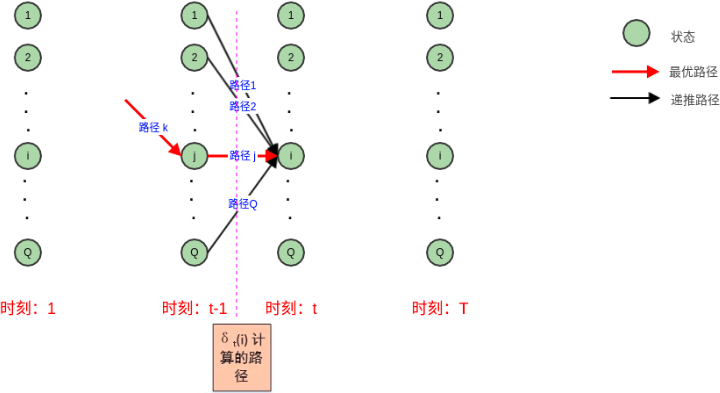 1 1 1 1
状态
2 2 2 2
最优路径
路径1
递推路径
路径2
路径 k
i j i i
路径 j
路径Q
Q Q Q Q
时刻：1 时刻：t-1 时刻：t 时刻：T
δ t(i) 计
算的路
径